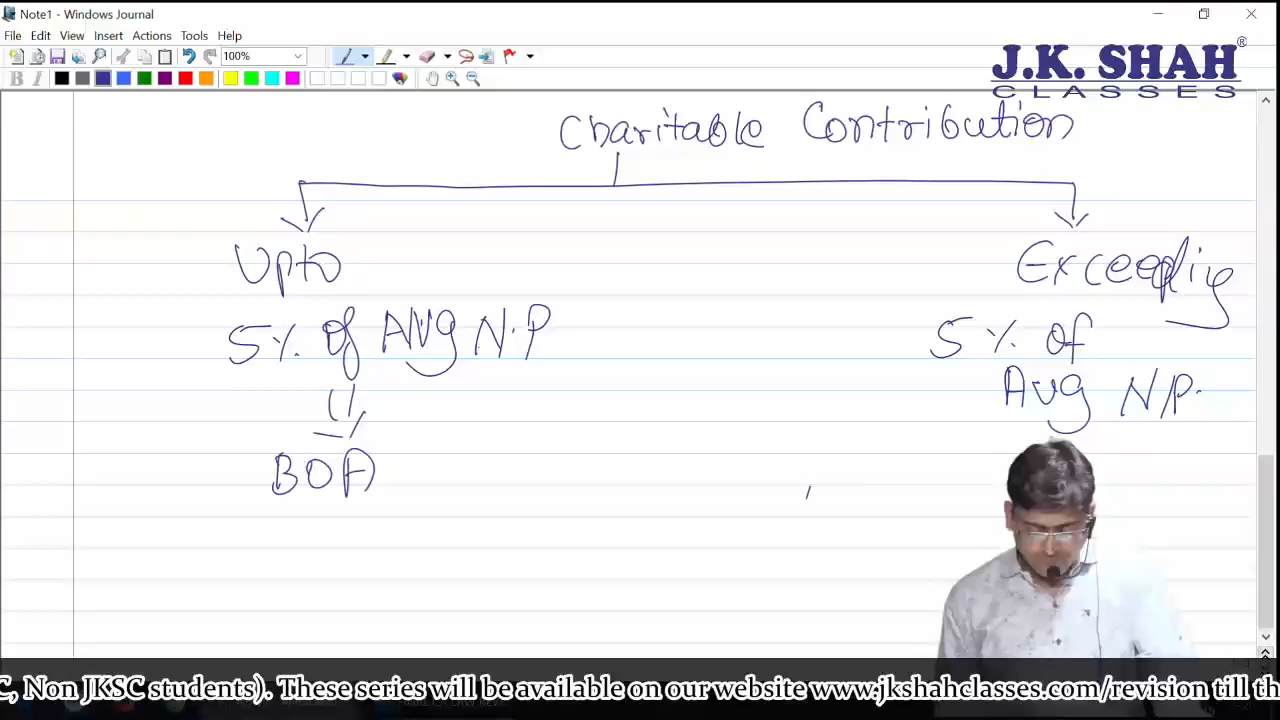 Note1 - Windows Journal
File Edit View Insert Actions Tools Help
100%
B I
J.K. SHAH®
CLASSES
Charitable Contribution
Upto
5% of Avg N.P
BOA
Exceeding
5% of
Avg N.P.
C, Non JKSC students). These series will be available on our website www.jkshahclasses.com/revision till th